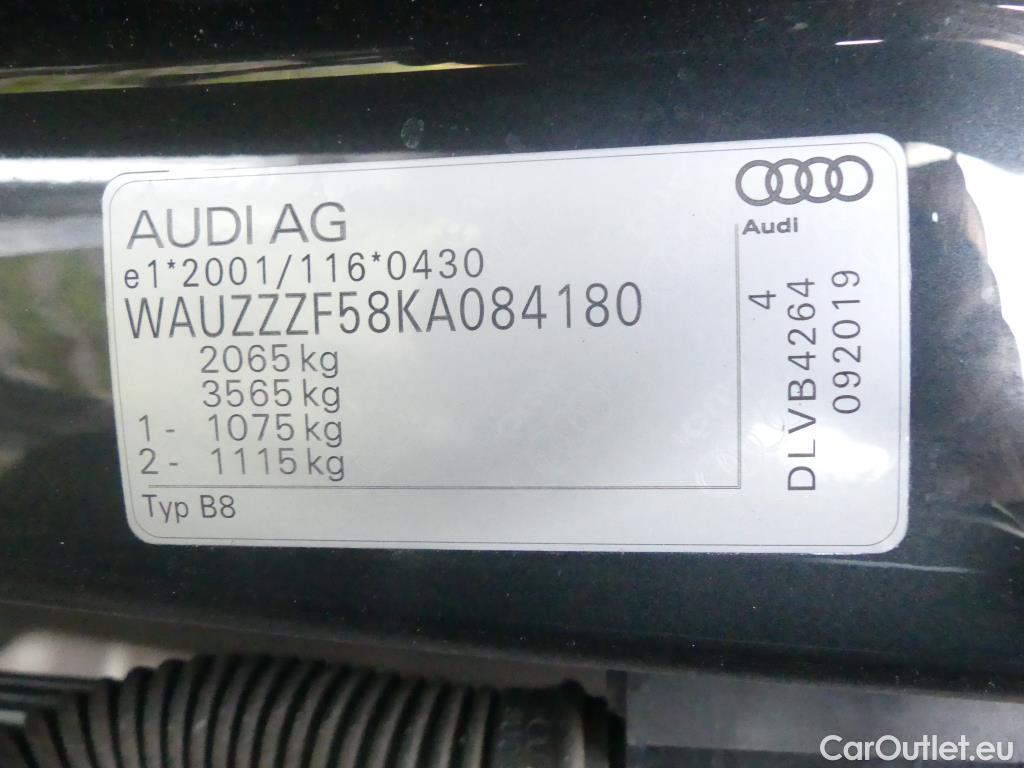 AUDI AG
e1*2001/116*0430
WAUZZZF58KA084180
2065 kg
3565 kg
1- 1075 kg
2- 1115 kg
Typ B8
Audi
4
DLVB4264
092019
CarOutlet.eu